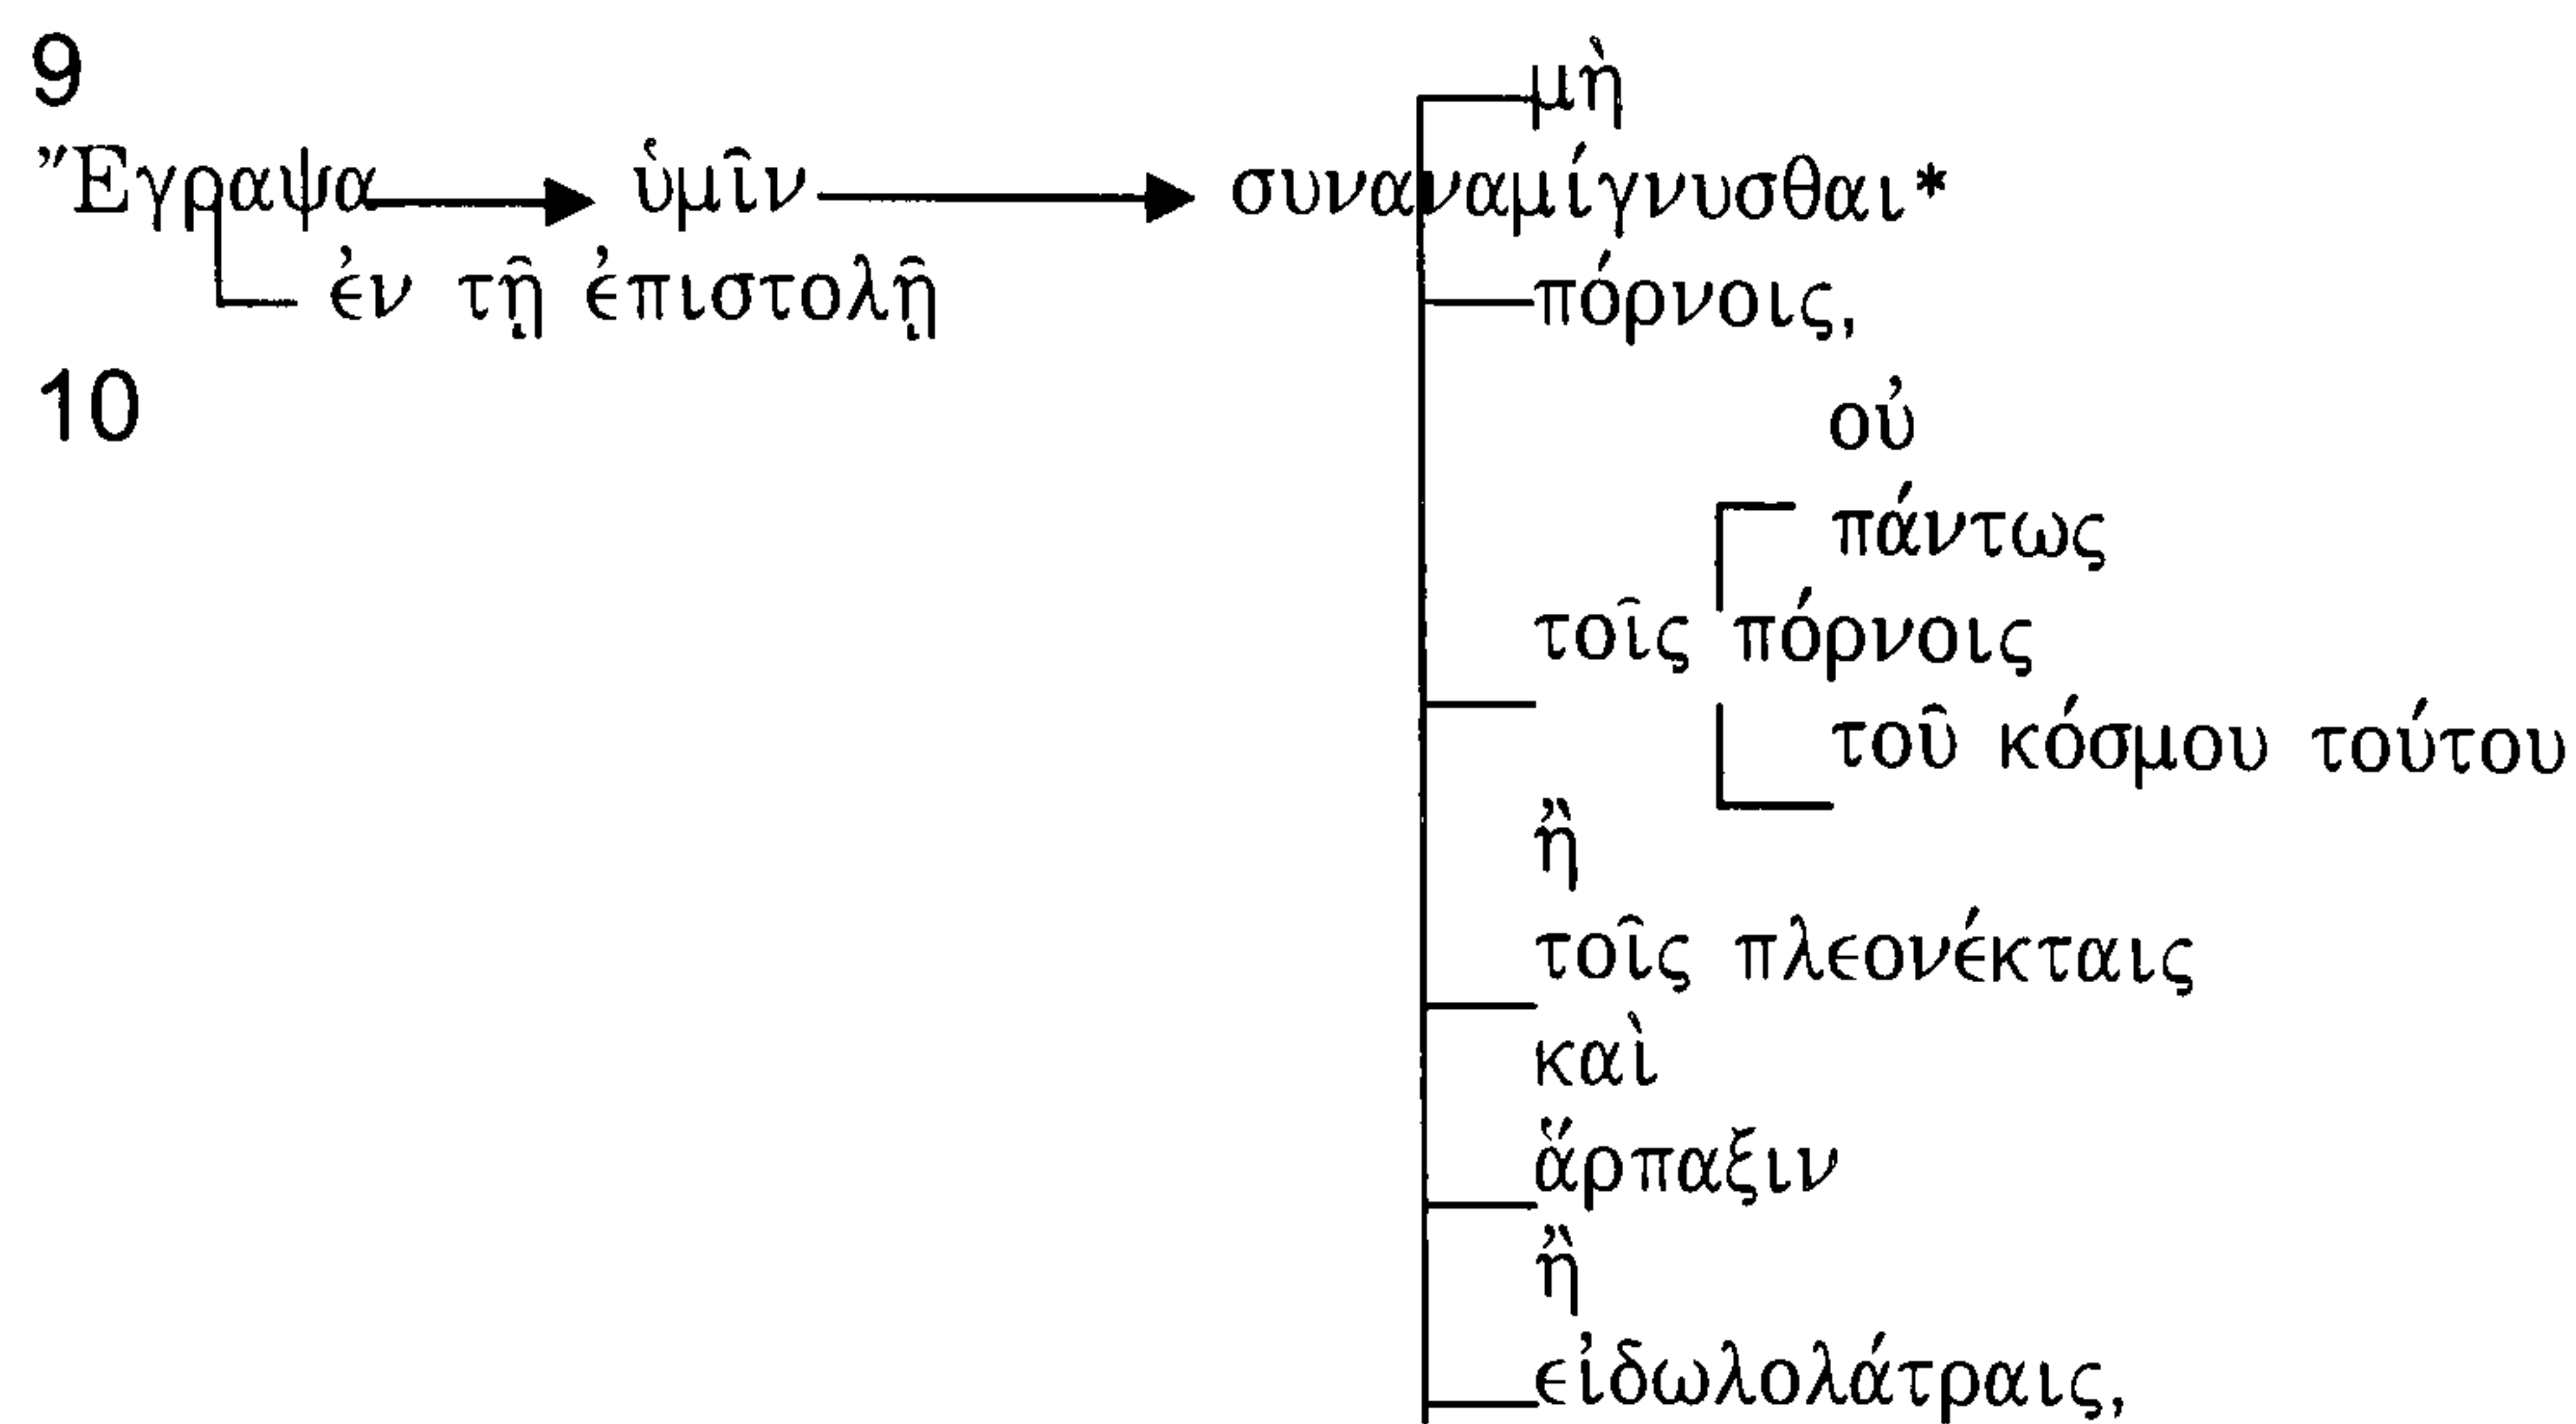 9
μὴ
Ἔγραψα ὑμῖν συναναμίγνυσθαι*
ἐν τῇ ἐπιστολῇ
πόρνοις,
10
οὐ
πάντως
τοῖς πόρνοις
τοῦ κόσμου τούτου
ἢ
τοῖς πλεονέκταις
καὶ
ἅρπαξιν
ἢ
εἰδωλολάτραις,